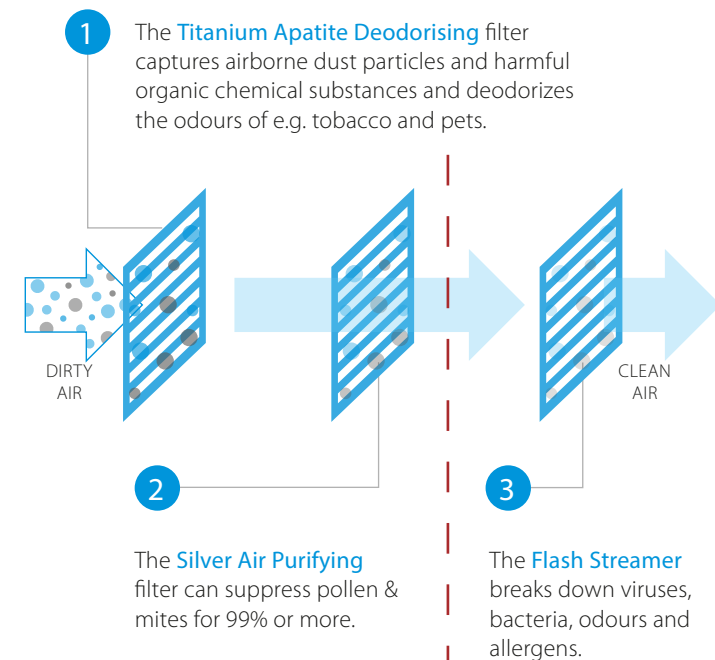 1
The Titanium Apatite Deodorising filter
captures airborne dust particles and harmful
organic chemical substances and deodorizes
the odours of e.g. tobacco and pets.
DIRTY
AIR
CLEAN
AIR
2
The Silver Air Purifying
filter can suppress pollen &
mites for 99% or more.
3
The Flash Streamer
breaks down viruses,
bacteria, odours and
allergens.